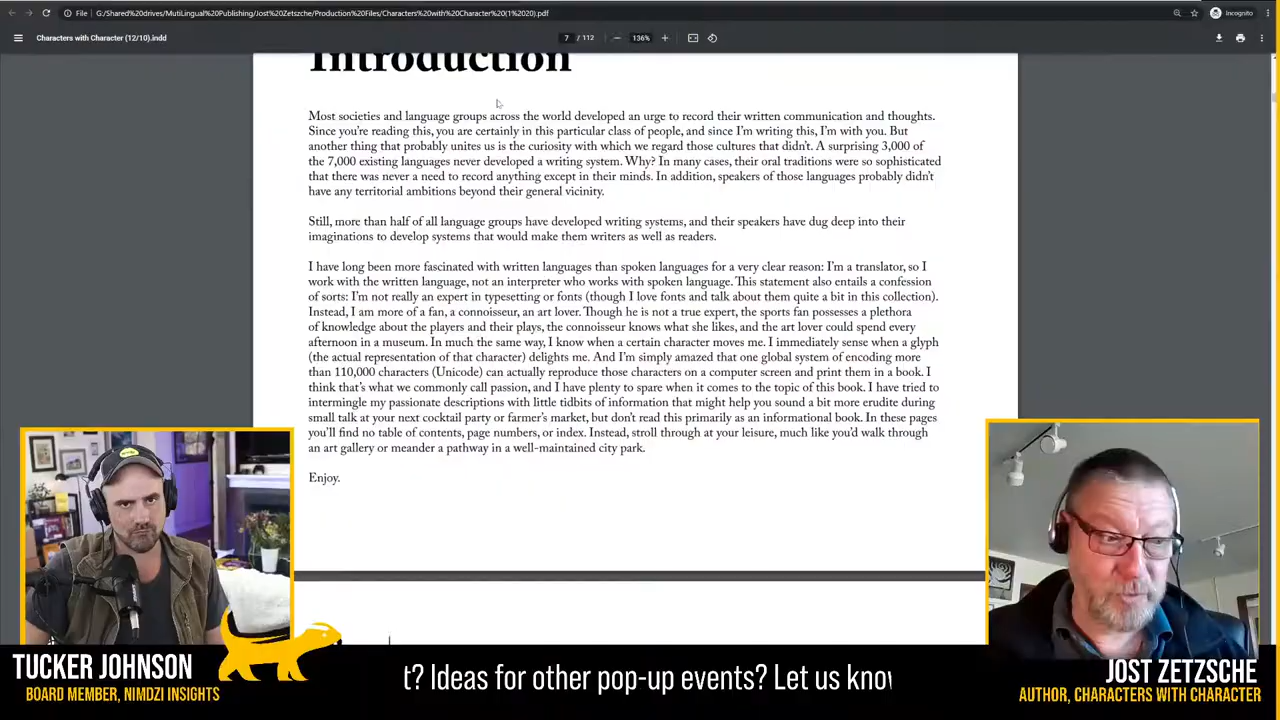 File | G:/Shared%20drives/MutiLingual%20Publishing/Jost%20Zetzsche/Production%20Files/Characters%20with%20Character%20(1%2020).pdf
Incognito
Characters with Character (12/10).indd
7 / 112
136%
Introduction
Most societies and language groups across the world developed an urge to record their written communication and thoughts.
Since you're reading this, you are certainly in this particular class of people, and since I'm writing this, I'm with you. But
another thing that probably unites us is the curiosity with which we regard those cultures that didn't. A surprising 3,000 of
the 7,000 existing languages never developed a writing system. Why? In many cases, their oral traditions were so sophisticated
that there was never a need to record anything except in their minds. In addition, speakers of those languages probably didn't
have any territorial ambitions beyond their general vicinity.
Still, more than half of all language groups have developed writing systems, and their speakers have dug deep into their
imaginations to develop systems that would make them writers as well as readers.
I have long been more fascinated with written languages than spoken languages for a very clear reason: I'm a translator, so I
work with the written language, not an interpreter who works with spoken language. This statement also entails a confession
of sorts: I'm not really an expert in typesetting or fonts (though I love fonts and talk about them quite a bit in this collection).
Instead, I am more of a fan, a connoisseur, an art lover. Though he is not a true expert, the sports fan possesses a plethora
of knowledge about the players and their plays, the connoisseur knows what she likes, and the art lover could spend every
afternoon in a museum. In much the same way, I know when a certain character moves me. I immediately sense when a glyph
(the actual representation of that character) delights me. And I'm simply amazed that one global system of encoding more
than 110,000 characters (Unicode) can actually reproduce those characters on a computer screen and print them in a book. I
think that's what we commonly call passion, and I have plenty to spare when it comes to the topic of this book. I have tried to
intermingle my passionate descriptions with little tidbits of information that might help you sound a bit more erudite during
small talk at your next cocktail party or farmer's market, but don't read this primarily as an informational book. In these pages
you'll find no table of contents, page numbers, or index. Instead, stroll through at your leisure, much like you'd walk through
an art gallery or meander a pathway in a well-maintained city park.
Enjoy.
TUCKER JOHNSON
BOARD MEMBER, NIMDZI INSIGHTS
t? Ideas for other pop-up events? Let us know
JOST ZETZSCHE
AUTHOR, CHARACTERS WITH CHARACTER